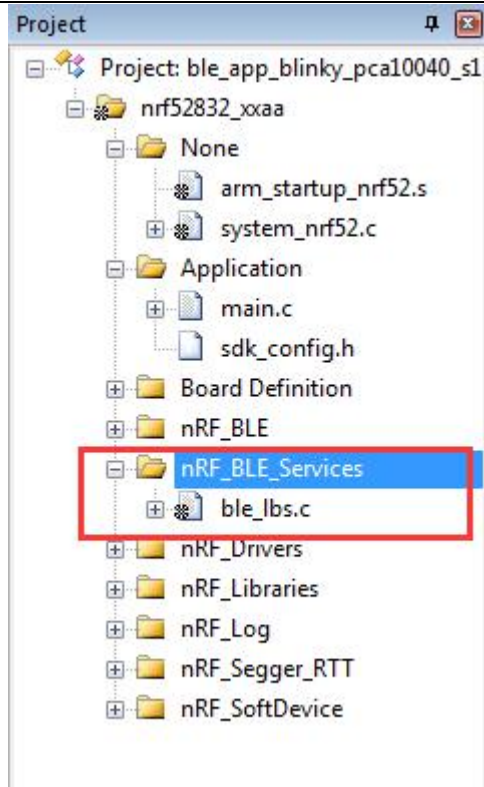 Project
Project: ble_app_blinky_pca10040_s1
nrf52832_xxaa
None
arm_startup_nrf52.s
system_nrf52.c
Application
main.c
sdk_config.h
Board Definition
nRF_BLE
nRF_BLE_Services
ble_lbs.c
nRF_Drivers
nRF_Libraries
nRF_Log
nRF_Segger_RTT
nRF_SoftDevice